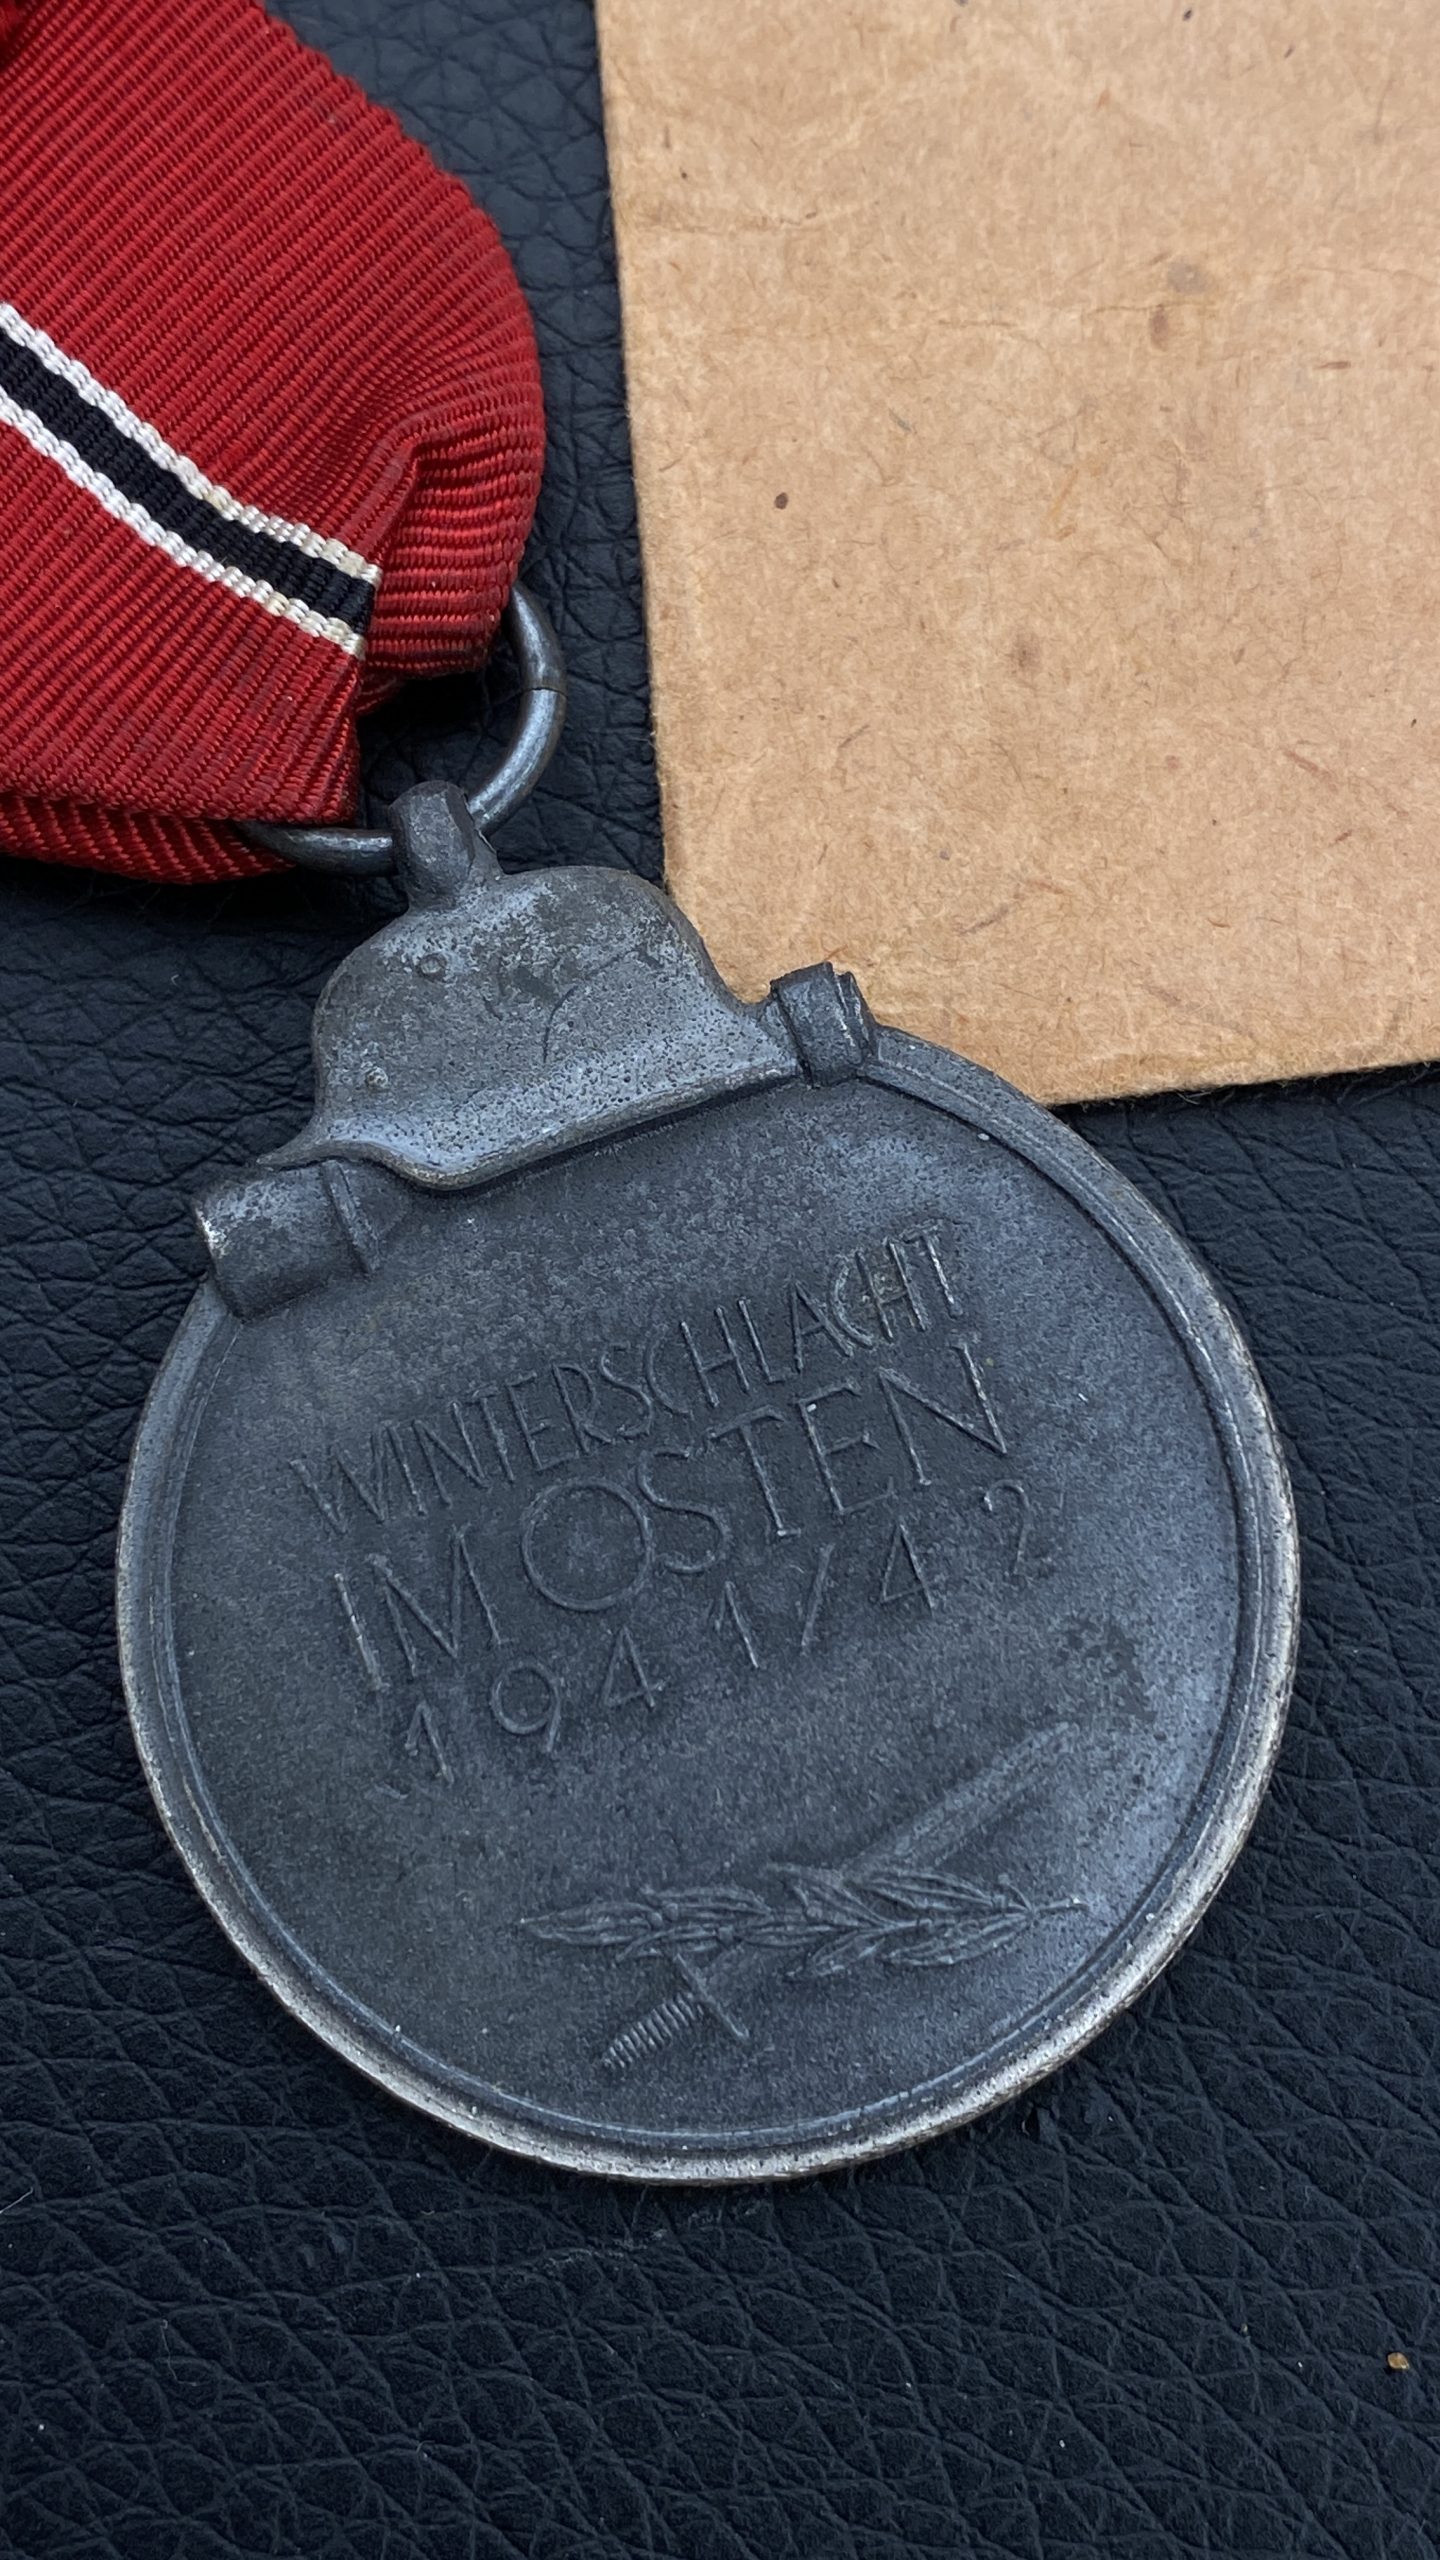 WINTERSCHLACHT
IM OSTEN
1941/42